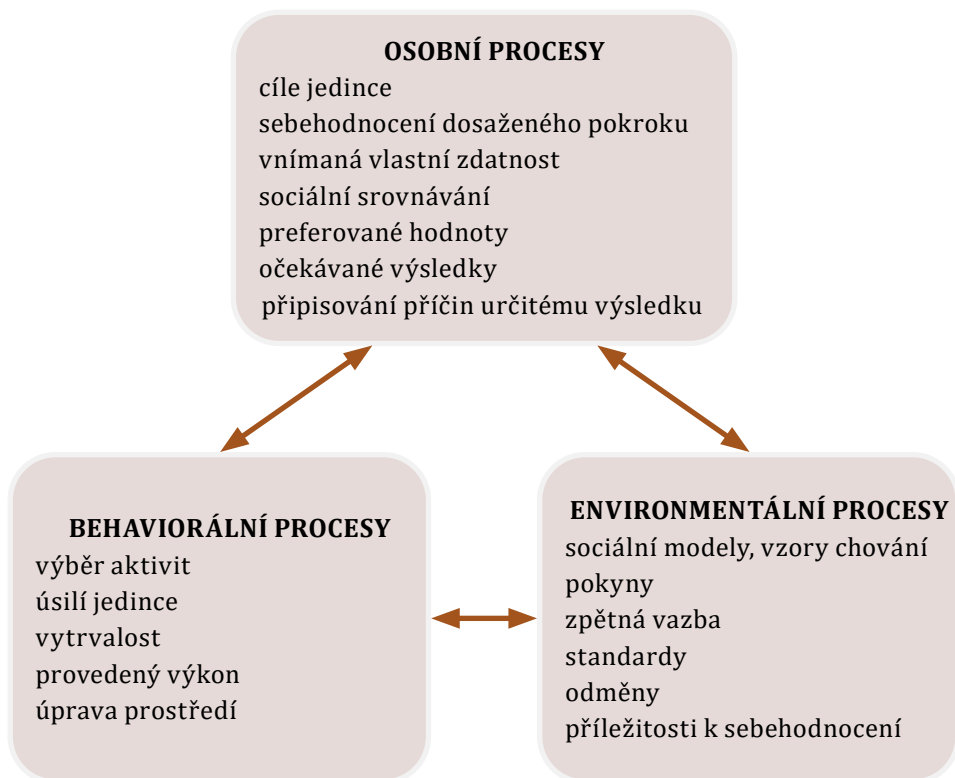 OSOBNÍ PROCESY
cíle jedince
sebehodnocení dosaženého pokroku
vnímaná vlastní zdatnost
sociální srovnávání
preferované hodnoty
očekávané výsledky
připisování příčin určitému výsledku
BEHAVIORÁLNÍ PROCESY
výběr aktivit
úsilí jedince
vytrvalost
provedený výkon
úprava prostředí
ENVIRONMENTÁLNÍ PROCESY
sociální modely, vzory chování
pokyny
zpětná vazba
standardy
odměny
příležitosti k sebehodnocení